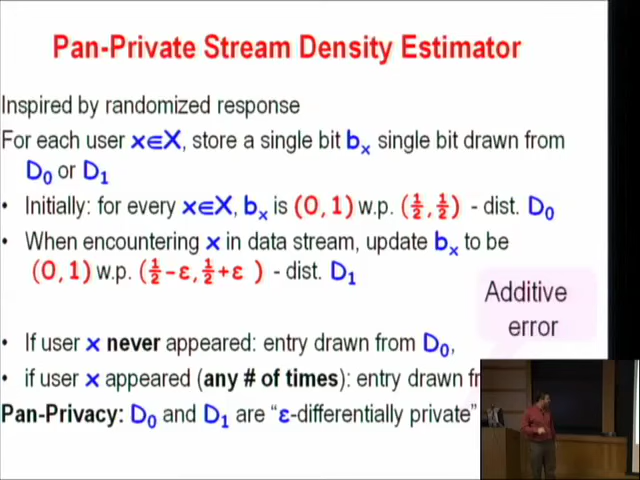 Pan-Private Stream Density Estimator
Inspired by randomized response
For each user x∈X, store a single bit bx single bit drawn from
D0 or D1
• Initially: for every x∈X, bx is (0, 1) w.p. (½, ½) - dist. D0
• When encountering x in data stream, update bx to be
(0, 1) w.p. (½-ε, ½+ε ) - dist. D1
Additive
error
• If user x never appeared: entry drawn from D0,
• if user x appeared (any # of times): entry drawn
Pan-Privacy: D0 and D1 are "ε-differentially private"